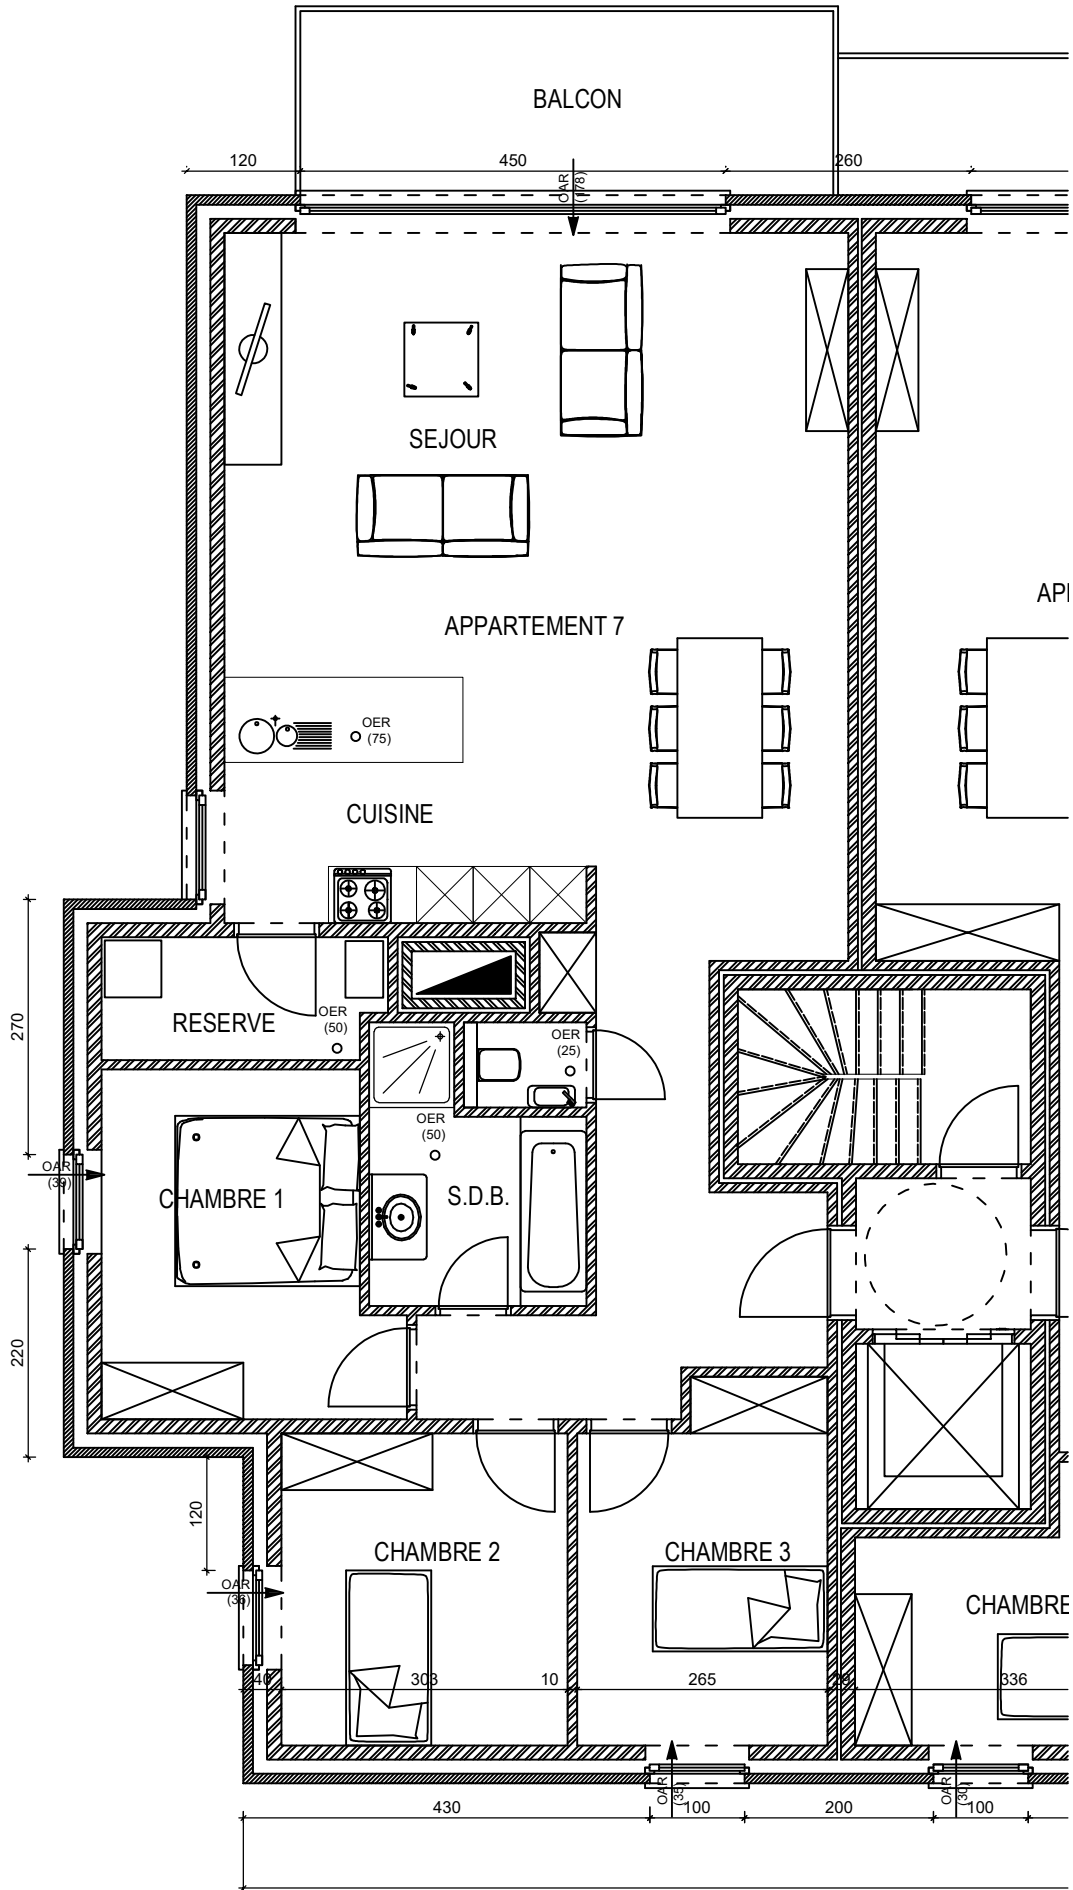 BALCON
120
450
260
OAR
(178)
SEJOUR
APPARTEMENT 7
OER
(75)
CUISINE
RESERVE
OER
(50)
OER
(25)
270
OER
(50)
OAR
(39)
CHAMBRE 1
S.D.B.
220
120
CHAMBRE 2
CHAMBRE 3
OAR
(36)
CHAMBRE
40
303
10
265
29
336
OAR
(35)
OAR
(30)
430
100
200
100